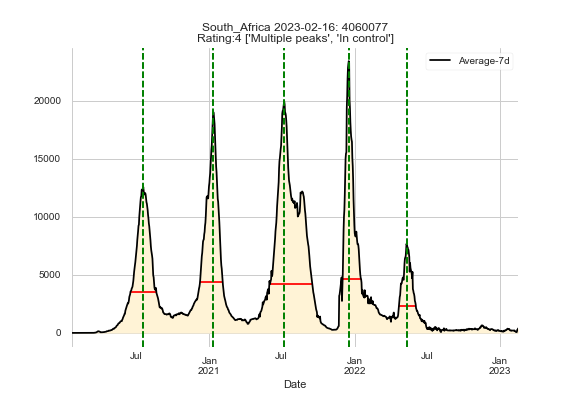 South_Africa 2023-02-16: 4060077
Rating:4 ['Multiple peaks', 'In control']
Average-7d
20000
15000
10000
5000
0
Jul
Jan
2021
Jul
Jan
2022
Jul
Jan
2023
Date